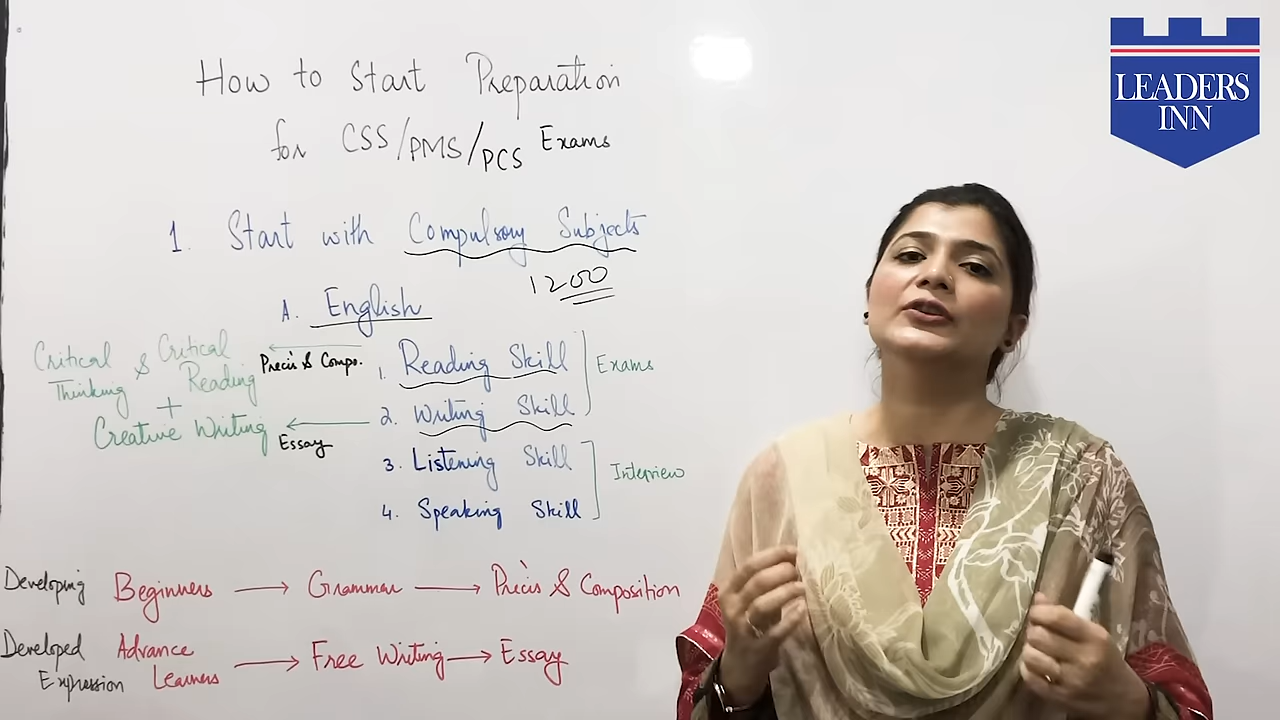 How to Start Preparation
for CSS/PMS/PCS Exams
1. Start with Compulsory Subjects
1200
A. English
1. Reading Skill
2. Writing Skill
Exams
3. Listening Skill
4. Speaking Skill
Interview
Precis & Compo.
Critical Thinking & Critical Reading
+
Creative Writing
Essay
Developing Beginners → Grammar → Précis & Composition
Developed Expression Advance Learners → Free Writing → Essay
LEADERS
INN